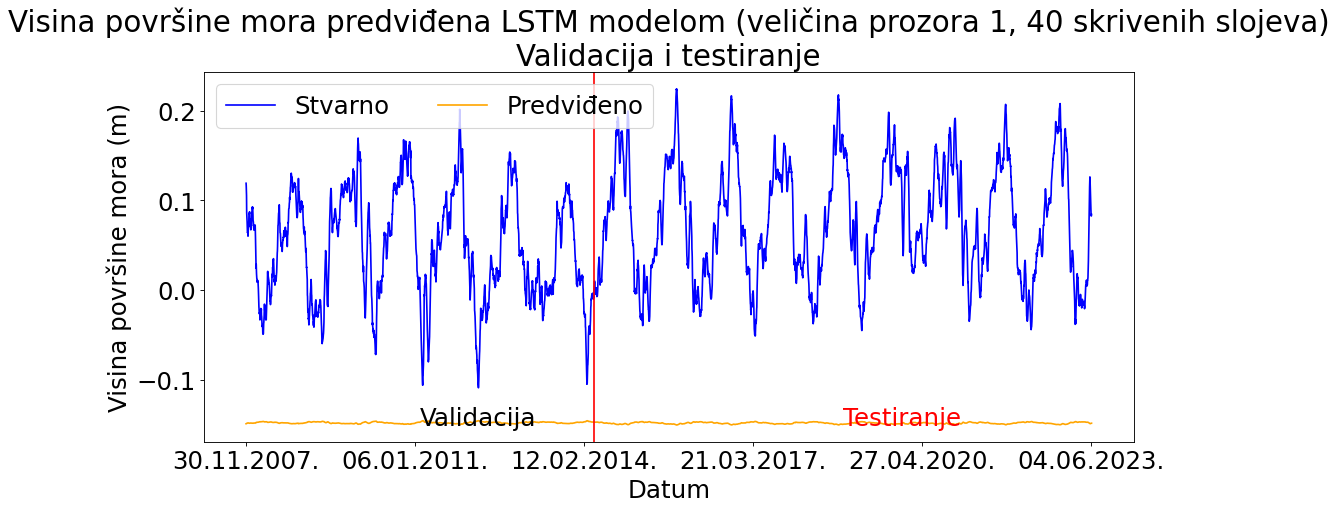 Visina površine mora predviđena LSTM modelom (veličina prozora 1, 40 skrivenih slojeva)
Validacija i testiranje
Stvarno
Predviđeno
Visina površine mora (m)
0.2
0.1
0.0
−0.1
Validacija
Testiranje
30.11.2007.
06.01.2011.
12.02.2014.
21.03.2017.
27.04.2020.
04.06.2023.
Datum